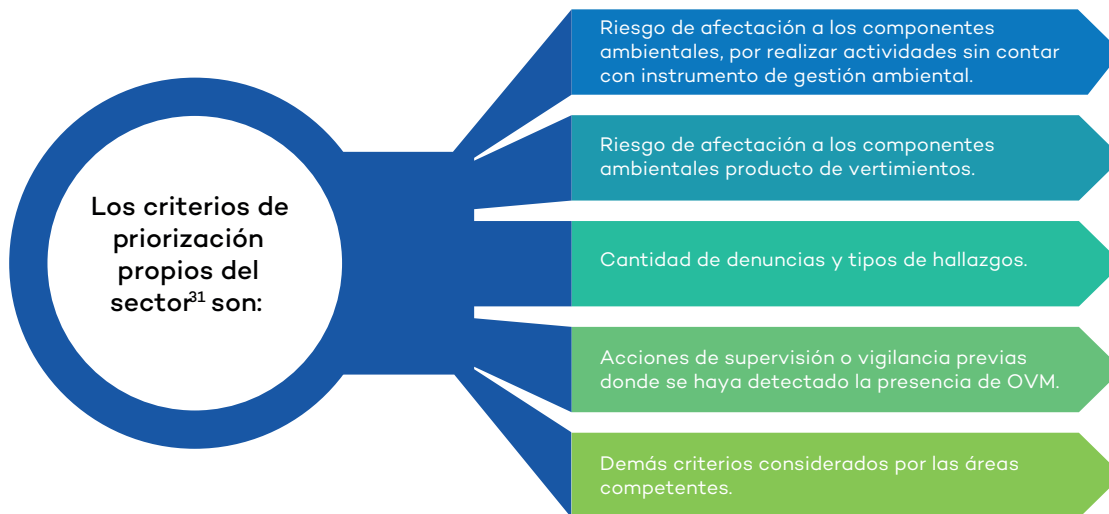 Los criterios de
priorización
propios del
sector³¹ son:
Riesgo de afectación a los componentes
ambientales, por realizar actividades sin contar
con instrumento de gestión ambiental.
Riesgo de afectación a los componentes
ambientales producto de vertimientos.
Cantidad de denuncias y tipos de hallazgos.
Acciones de supervisión o vigilancia previas
donde se haya detectado la presencia de OVM.
Demás criterios considerados por las áreas
competentes.